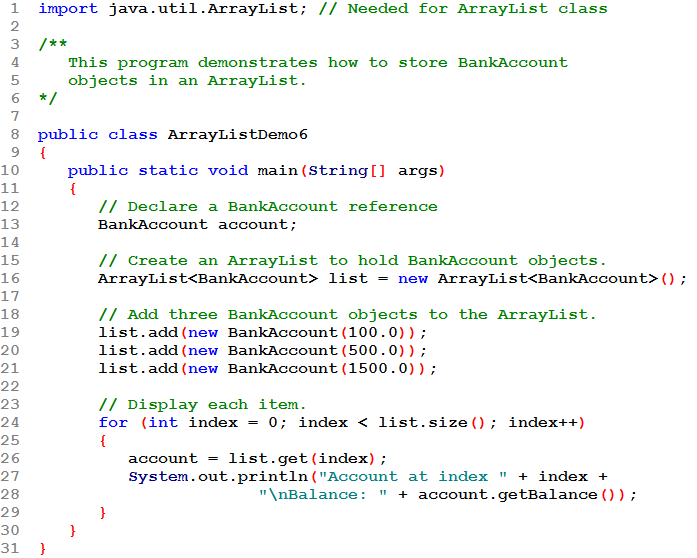 1 import java.util.ArrayList; // Needed for ArrayList class
2
3 /**
4    This program demonstrates how to store BankAccount
5    objects in an ArrayList.
6 */
7
8 public class ArrayListDemo6
9 {
10    public static void main(String[] args)
11    {
12       // Declare a BankAccount reference
13       BankAccount account;
14
15       // Create an ArrayList to hold BankAccount objects.
16       ArrayList<BankAccount> list = new ArrayList<BankAccount>();
17
18       // Add three BankAccount objects to the ArrayList.
19       list.add(new BankAccount(100.0));
20       list.add(new BankAccount(500.0));
21       list.add(new BankAccount(1500.0));
22
23       // Display each item.
24       for (int index = 0; index < list.size(); index++)
25       {
26          account = list.get(index);
27          System.out.println("Account at index " + index +
28                       "\nBalance: " + account.getBalance());
29       }
30    }
31 }